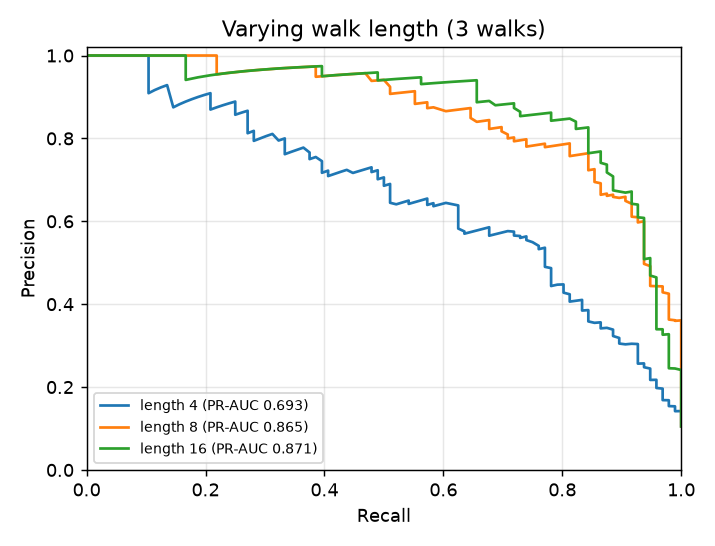 Varying walk length (3 walks)
1.0
0.8
0.6
0.4
0.2
0.0
Precision
length 4 (PR-AUC 0.693)
length 8 (PR-AUC 0.865)
length 16 (PR-AUC 0.871)
0.0 0.2 0.4 0.6 0.8 1.0
Recall